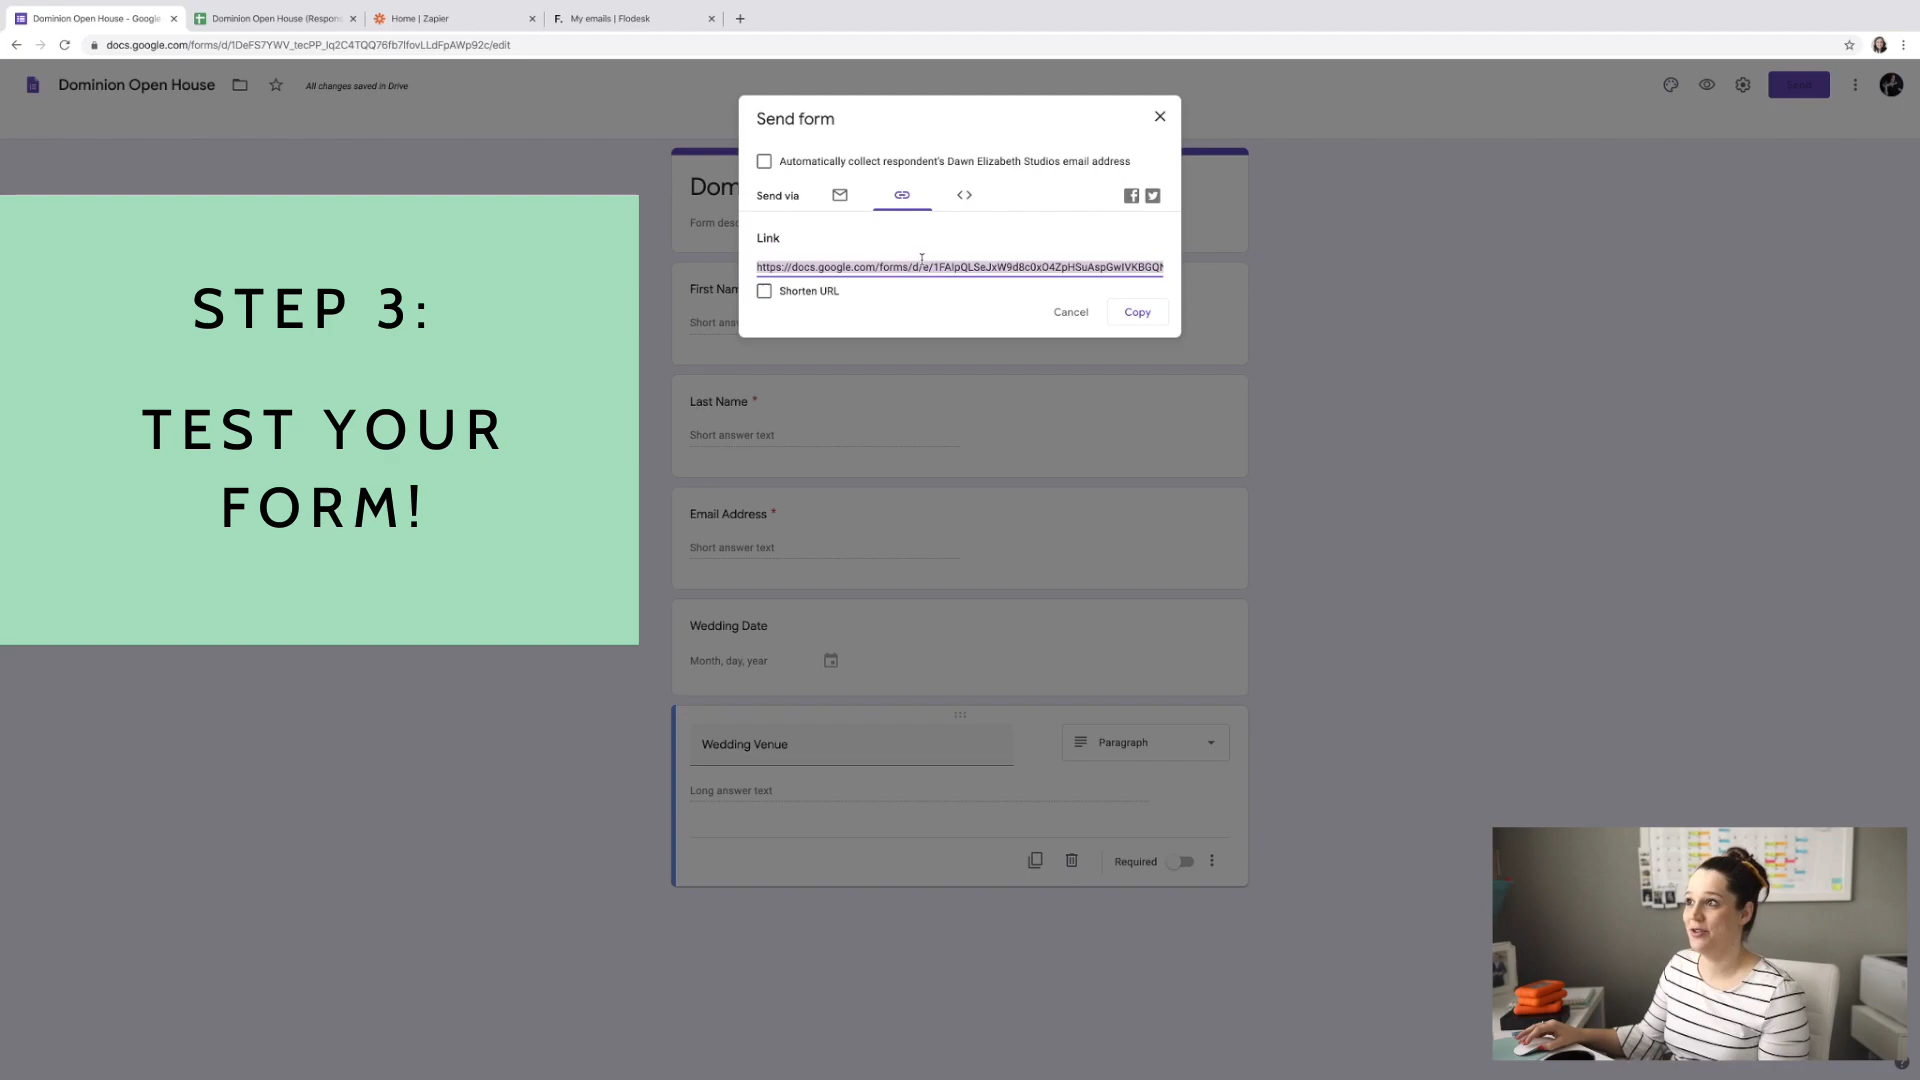 Dominion Open House - Google
Dominion Open House (Respon
Home | Zapier
F. My emails | Flodesk
docs.google.com/forms/d/1DeFS7YWV_tecPP_Iq2C4TQQ76fb7IfovLLdFpAWp92c/edit
Dominion Open House
All changes saved in Drive
Send
Send form
Automatically collect respondent's Dawn Elizabeth Studios email address
Send via
Link
https://docs.google.com/forms/d/e/1FAIpQLSeJxW9d8c0xO4ZpHSuAspGwIVKBGQN
Shorten URL
Cancel
Copy
Dom
Form desc
First Nam
Short ans
Last Name *
Short answer text
Email Address *
Short answer text
Wedding Date
Month, day, year
Wedding Venue
Paragraph
Long answer text
Required
STEP 3:
TEST YOUR
FORM!